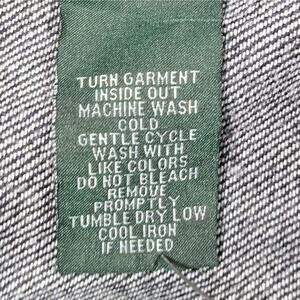 TURN GARMENT
INSIDE OUT
MACHINE WASH
COLD
GENTLE CYCLE
WASH WITH
LIKE COLORS
DO NOT BLEACH
REMOVE
PROMPTLY
TUMBLE DRY LOW
COOL IRON
IF NEEDED